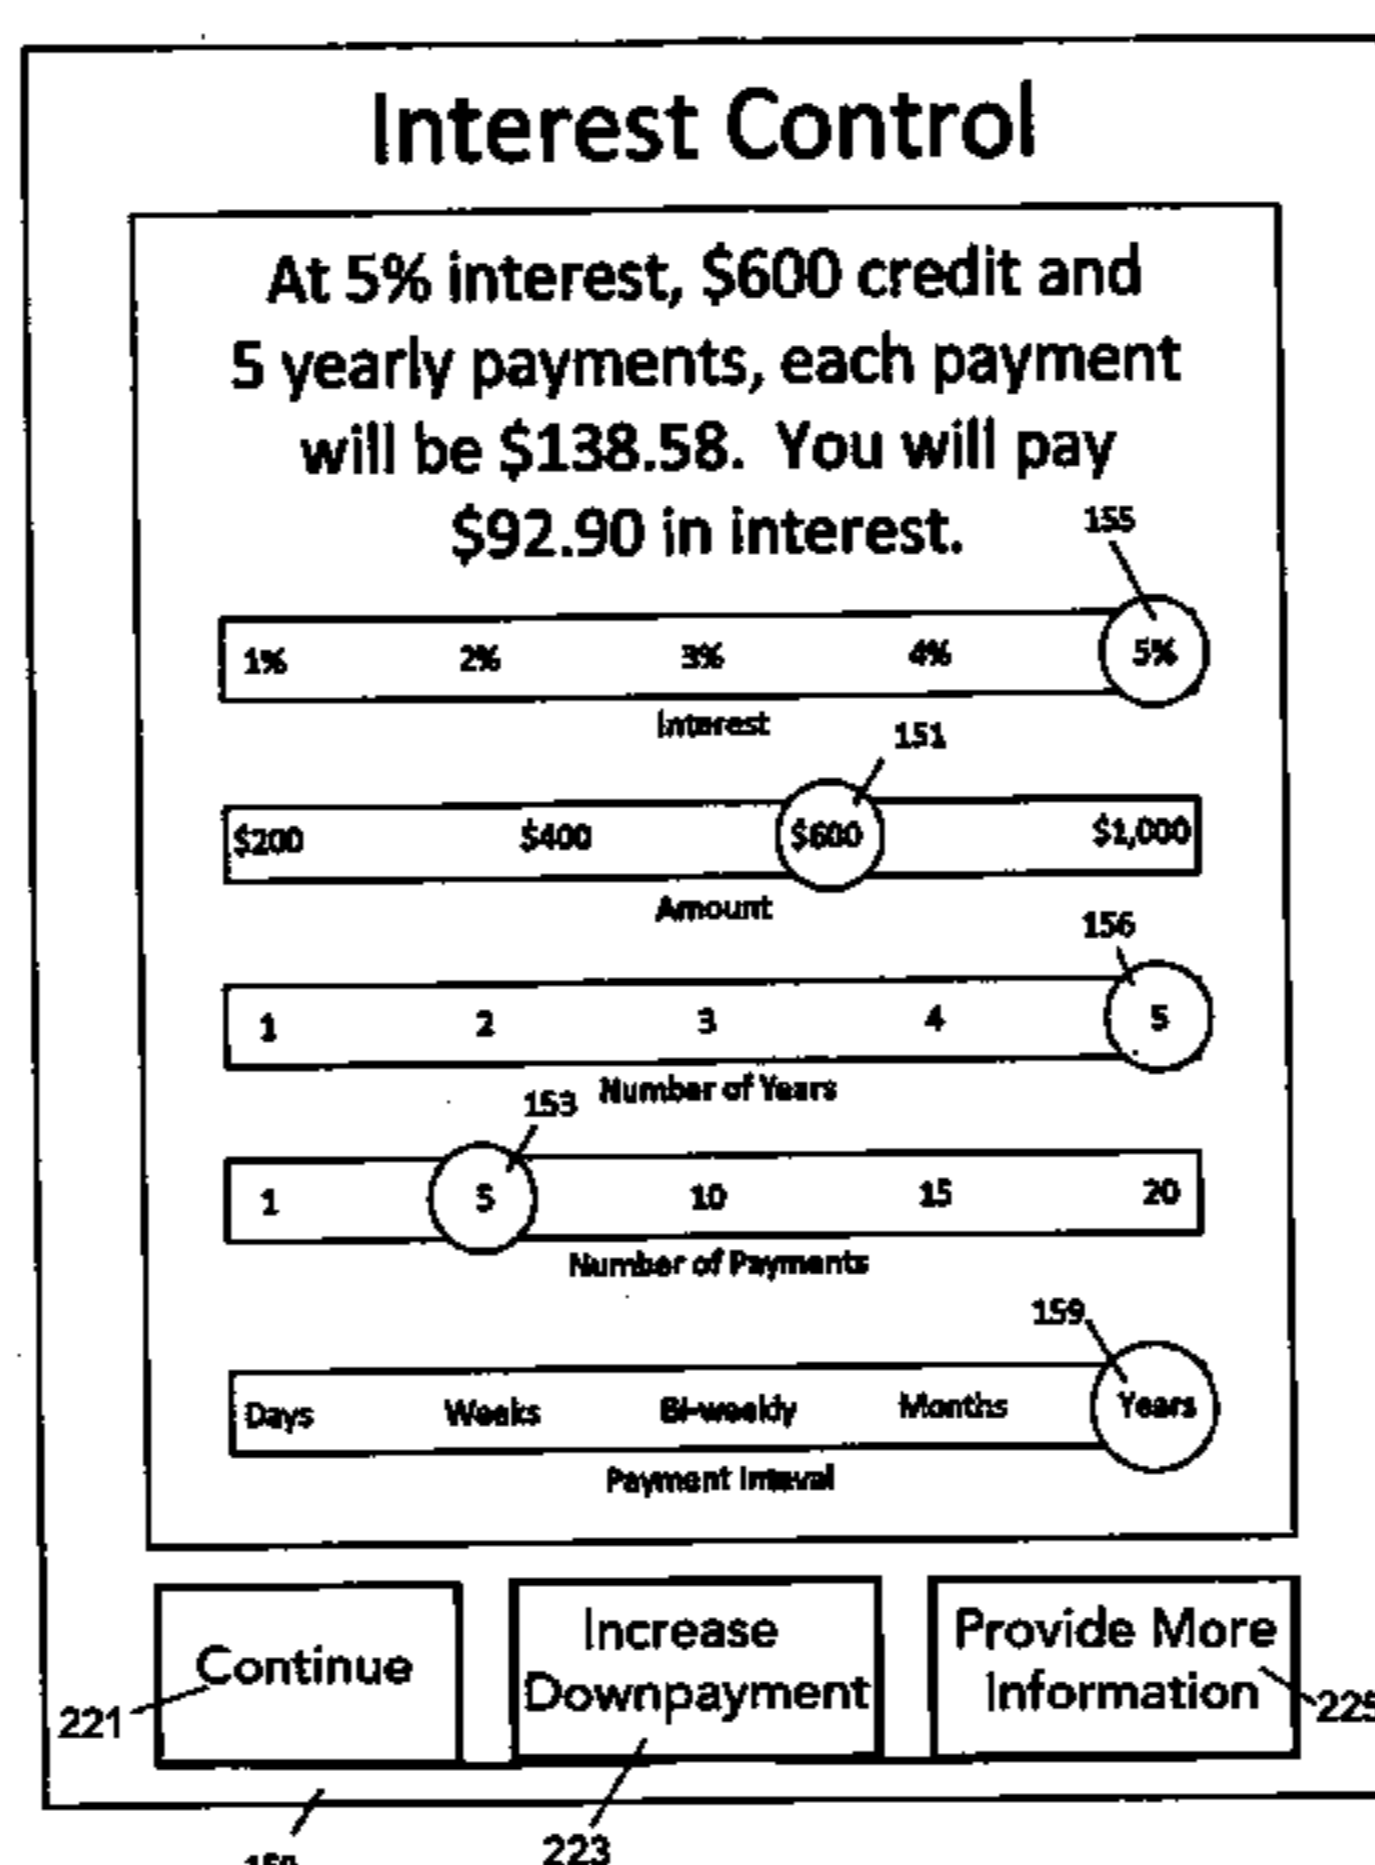 Interest Control
At 5% interest, $600 credit and
5 yearly payments, each payment
will be $138.58. You will pay
$92.90 in interest.
155
1% 2% 3% 4% 5%
Interest
151
$200 $400 $600 $1,000
Amount
156
1 2 3 4 5
Number of Years
153
1 5 10 15 20
Number of Payments
159
Days Weeks Bi-weekly Months Years
Payment Inteval
Continue
Increase
Downpayment
Provide More
Information
221
225
223